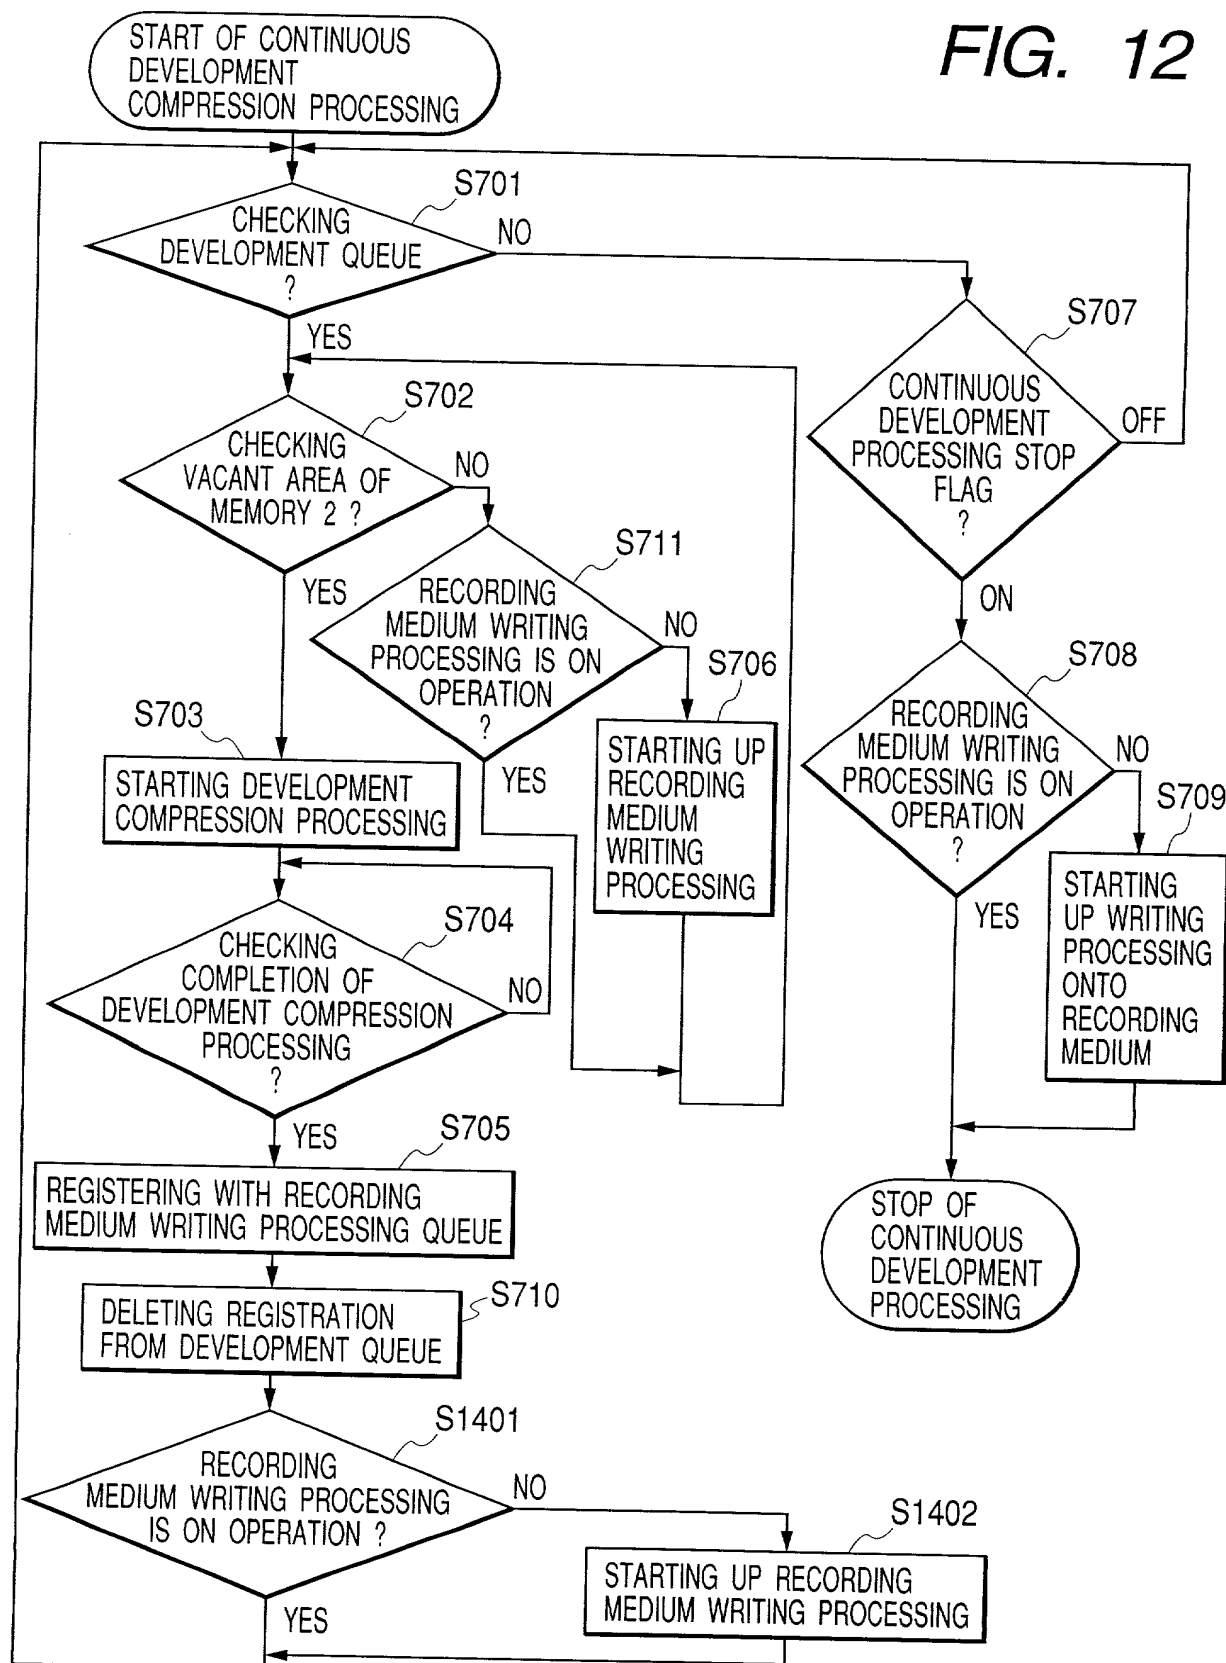 FIG. 12
START OF CONTINUOUS
DEVELOPMENT
COMPRESSION PROCESSING
S701
CHECKING
DEVELOPMENT QUEUE
?
NO
YES
S707
CONTINUOUS
DEVELOPMENT
PROCESSING STOP
FLAG
?
OFF
ON
S702
CHECKING
VACANT AREA OF
MEMORY 2 ?
NO
YES
S711
RECORDING
MEDIUM WRITING
PROCESSING IS ON
OPERATION
?
NO
YES
S706
STARTING UP
RECORDING
MEDIUM
WRITING
PROCESSING
S708
RECORDING
MEDIUM WRITING
PROCESSING IS ON
OPERATION
?
NO
YES
S709
STARTING
UP WRITING
PROCESSING
ONTO
RECORDING
MEDIUM
S703
STARTING DEVELOPMENT
COMPRESSION PROCESSING
S704
CHECKING
COMPLETION OF
DEVELOPMENT COMPRESSION
PROCESSING
?
NO
YES
S705
REGISTERING WITH RECORDING
MEDIUM WRITING PROCESSING QUEUE
STOP OF
CONTINUOUS
DEVELOPMENT
PROCESSING
S710
DELETING REGISTRATION
FROM DEVELOPMENT QUEUE
S1401
RECORDING
MEDIUM WRITING PROCESSING
IS ON OPERATION ?
NO
YES
S1402
STARTING UP RECORDING
MEDIUM WRITING PROCESSING